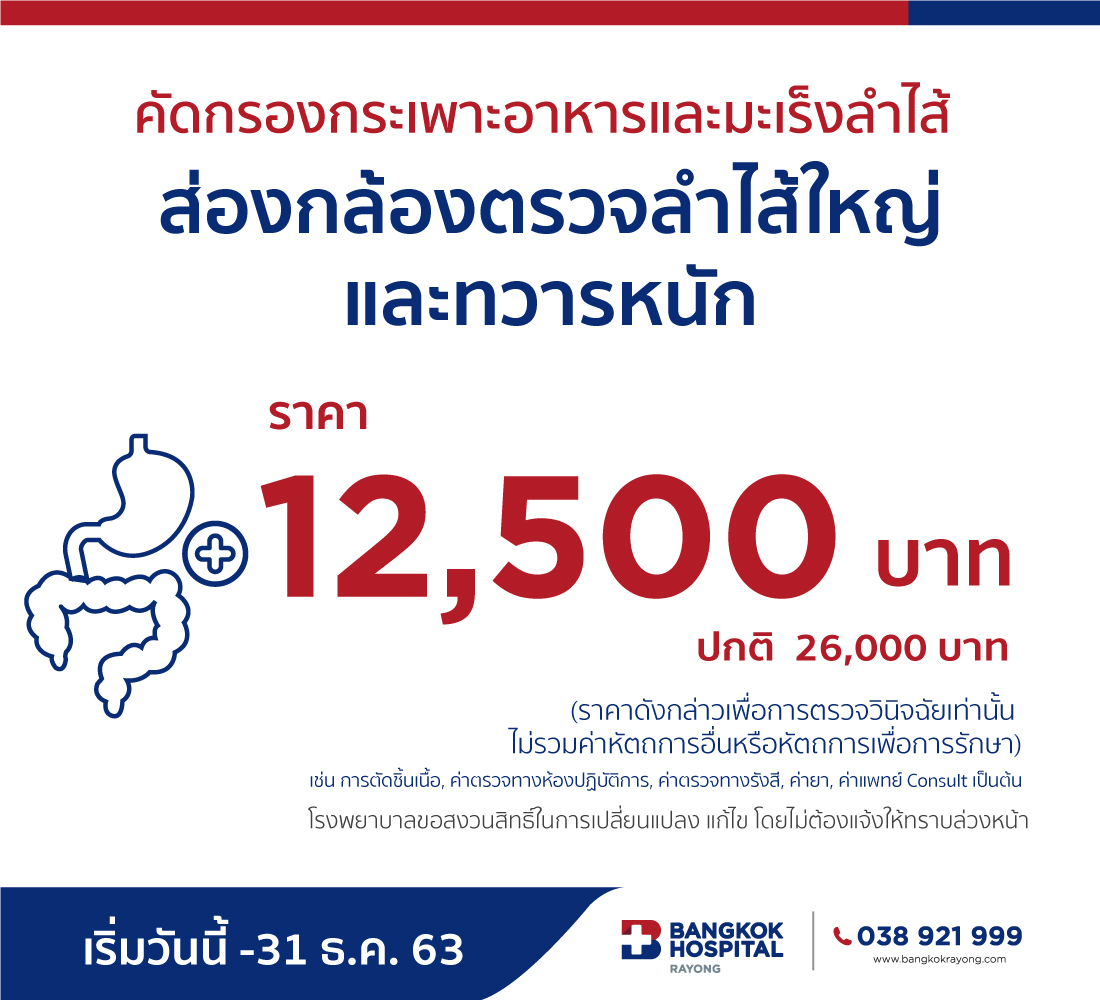 คัดกรองกระเพาะอาหารและมะเร็งลำไส้
ส่องกล้องตรวจลำไส้ใหญ่
และทวารหนัก
ราคา
12,500 บาท
ปกติ 26,000 บาท
(ราคาดังกล่าวเพื่อการตรวจวินิจฉัยเท่านั้น
ไม่รวมค่าหัตถการอื่นหรือหัตถการเพื่อการรักษา)
เช่น การตัดชิ้นเนื้อ, ค่าตรวจทางห้องปฏิบัติการ, ค่าตรวจทางรังสี, ค่ายา, ค่าแพทย์ Consult เป็นต้น
โรงพยาบาลขอสงวนสิทธิ์ในการเปลี่ยนแปลง แก้ไข โดยไม่ต้องแจ้งให้ทราบล่วงหน้า
เริ่มวันนี้ -31 ธ.ค. 63
BANGKOK
HOSPITAL
RAYONG
038 921 999
www.bangkokrayong.com